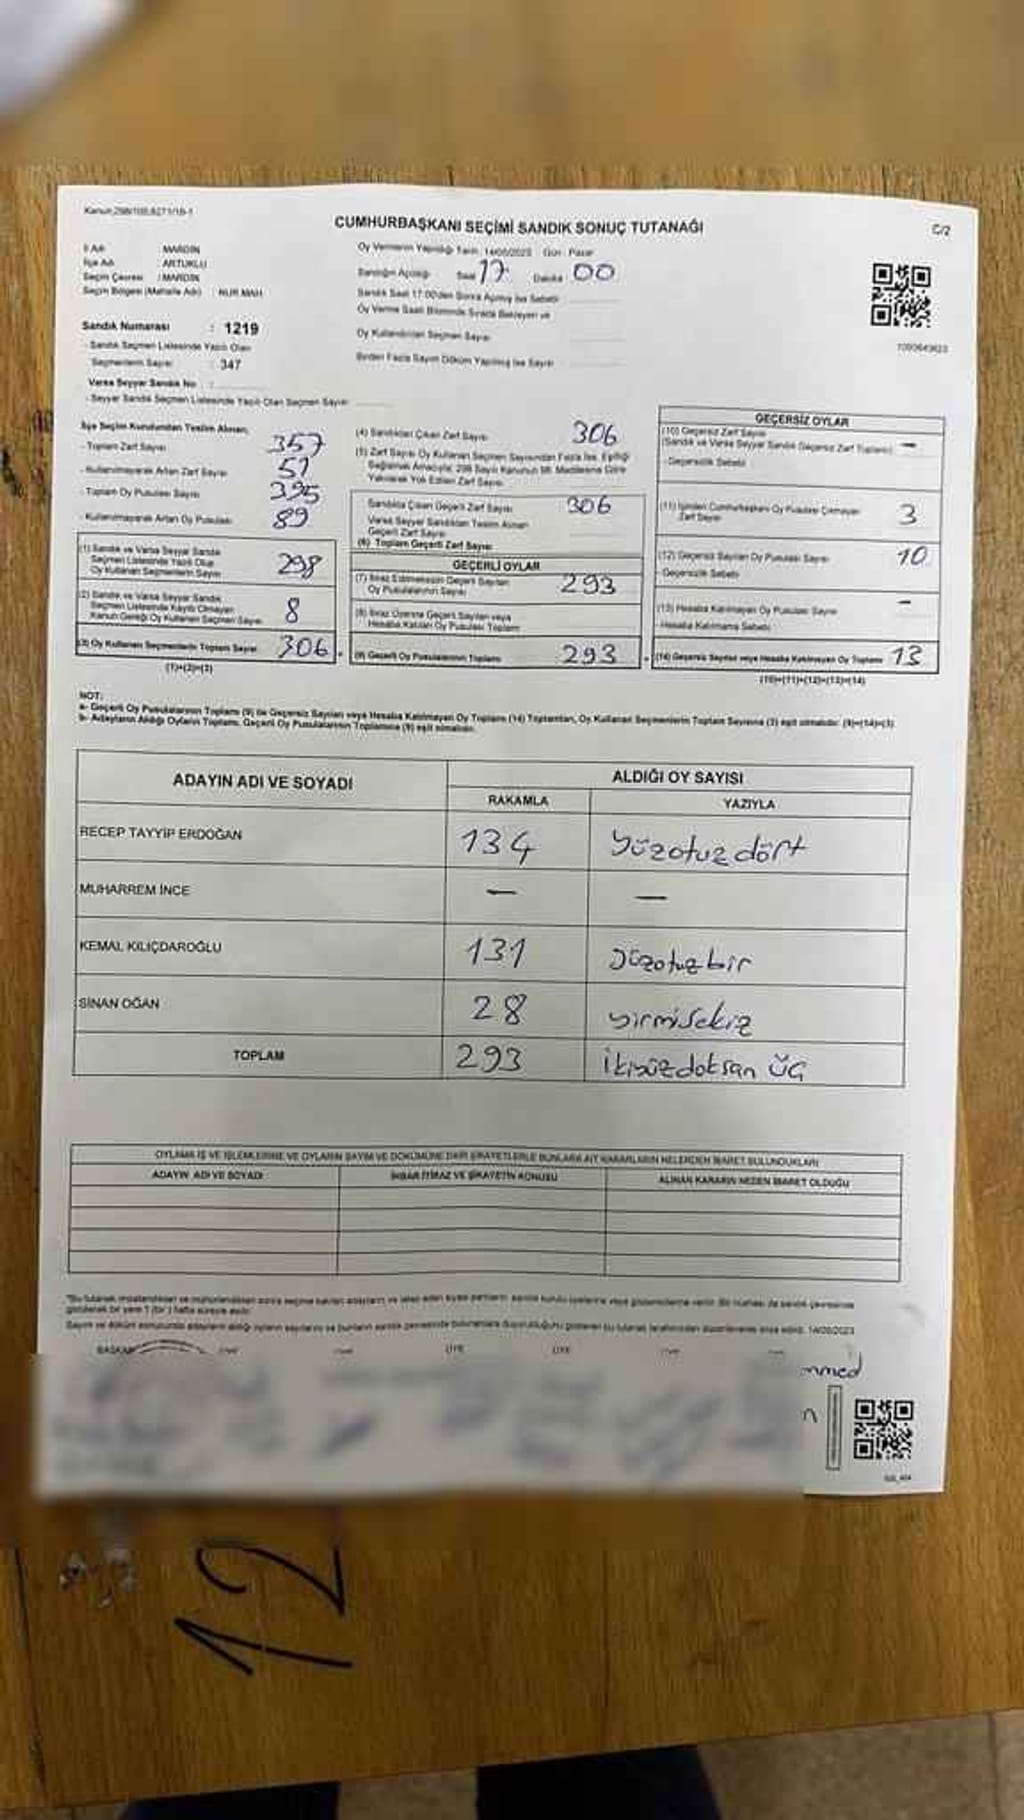 Kanun:298/105,6271/18-1
C/2
CUMHURBAŞKANI SEÇİMİ SANDIK SONUÇ TUTANAĞI
İl Adı : MARDİN
İlçe Adı : ARTUKLU
Seçim Çevresi : MARDİN
Seçim Bölgesi (Mahalle Adı) : NUR MAH
Sandık Numarası : 1219
- Sandık Seçmen Listesinde Yazılı Olan
Seçmenlerin Sayısı : 347
Varsa Seyyar Sandık No :
- Seyyar Sandık Seçmen Listesinde Yazılı Olan Seçmen Sayısı
Oy Vermenin Yapıldığı Tarih: 14/05/2023 Gün: Pazar
Sandığın Açıldığı Saat 17 Dakika 00
Sandık Saat 17:00'den Sonra Açılmış İse Sebebi
Oy Verme Saati Bitiminde Sırada Bekleyen ve
Oy Kullandırılan Seçmen Sayısı
Birden Fazla Sayım Döküm Yapılmış İse Sayısı
İlçe Seçim Kurulundan Teslim Alınan;
- Toplam Zarf Sayısı 357
- Kullanılmayarak Artan Zarf Sayısı 51
- Toplam Oy Pusulası Sayısı 395
- Kullanılmayarak Artan Oy Pusulası 89
(1) Sandık ve Varsa Seyyar Sandık
Seçmen Listesinde Yazılı Olup
Oy Kullanan Seçmenlerin Sayısı 298
(2) Sandık ve Varsa Seyyar Sandık
Seçmen Listesinde Kayıtlı Olmayan
Kanun Gereği Oy Kullanan Seçmen Sayısı 8
(3) Oy Kullanan Seçmenlerin Toplam Sayısı 306
(1)+(2)=(3)
(4) Sandıktan Çıkan Zarf Sayısı 306
(5) Zarf Sayısı Oy Kullanan Seçmen Sayısından Fazla İse, Eşitliği
Sağlamak Amacıyla; 298 Sayılı Kanunun 98. Maddesine Göre
Yakılarak Yok Edilen Zarf Sayısı
Sandıkta Çıkan Geçerli Zarf Sayısı 306
Varsa Seyyar Sandıktan Teslim Alınan
Geçerli Zarf Sayısı
(6) Toplam Geçerli Zarf Sayısı
GEÇERLİ OYLAR
(7) İtiraz Edilmeksizin Geçerli Sayılan
Oy Pusulalarının Sayısı 293
(8) İtiraz Üzerine Geçerli Sayılan veya
Hesaba Katılan Oy Pusulası Toplam
(9) Geçerli Oy Pusulalarının Toplamı 293
GEÇERSİZ OYLAR
(10) Geçersiz Zarf Sayısı
(Sandık ve Varsa Seyyar Sandık Geçersiz Zarf Toplamı) -
- Geçersizlik Sebebi
(11) İçinden Cumhurbaşkanı Oy Pusulası Çıkmayan
Zarf Sayısı 3
(12) Geçersiz Sayılan Oy Pusulası Sayısı 10
- Geçersizlik Sebebi
(13) Hesaba Katılmayan Oy Pusulası Sayısı -
- Hesaba Katılmama Sebebi
(14) Geçersiz Sayılan veya Hesaba Katılmayan Oy Toplamı 13
(10)+(11)+(12)+(13)=(14)
NOT:
a- Geçerli Oy Pusulalarının Toplamı (9) ile Geçersiz Sayılan veya Hesaba Katılmayan Oy Toplamı (14) Toplamları, Oy Kullanan Seçmenlerin Toplam Sayısına (3) eşit olmalıdır. (9)+(14)=(3)
b- Adayların Aldığı Oyların Toplamı, Geçerli Oy Pusulalarının Toplamına (9) eşit olmalıdır.
ADAYIN ADI VE SOYADI
ALDIĞI OY SAYISI
RAKAMLA YAZIYLA
RECEP TAYYİP ERDOĞAN 134 yüzotuz dört
MUHARREM İNCE - -
KEMAL KILIÇDAROĞLU 131 yüzotuz bir
SİNAN OĞAN 28 yirmisekiz
TOPLAM 293 ikiyüz doksan üç
OYLAMA İŞ VE İŞLEMLERİNE VE OYLARIN SAYIM VE DÖKÜMÜNE DAİR ŞİKAYETLERLE BUNLARA AİT KARARLARIN NELERDEN İBARET BULUNDUKLARI
ADAYIN ADI VE SOYADI
İHBAR İTİRAZ VE ŞİKAYETİN KONUSU
ALINAN KARARIN NEDEN İBARET OLDUĞU
BAŞKAN ÜYE ÜYE ÜYE
12